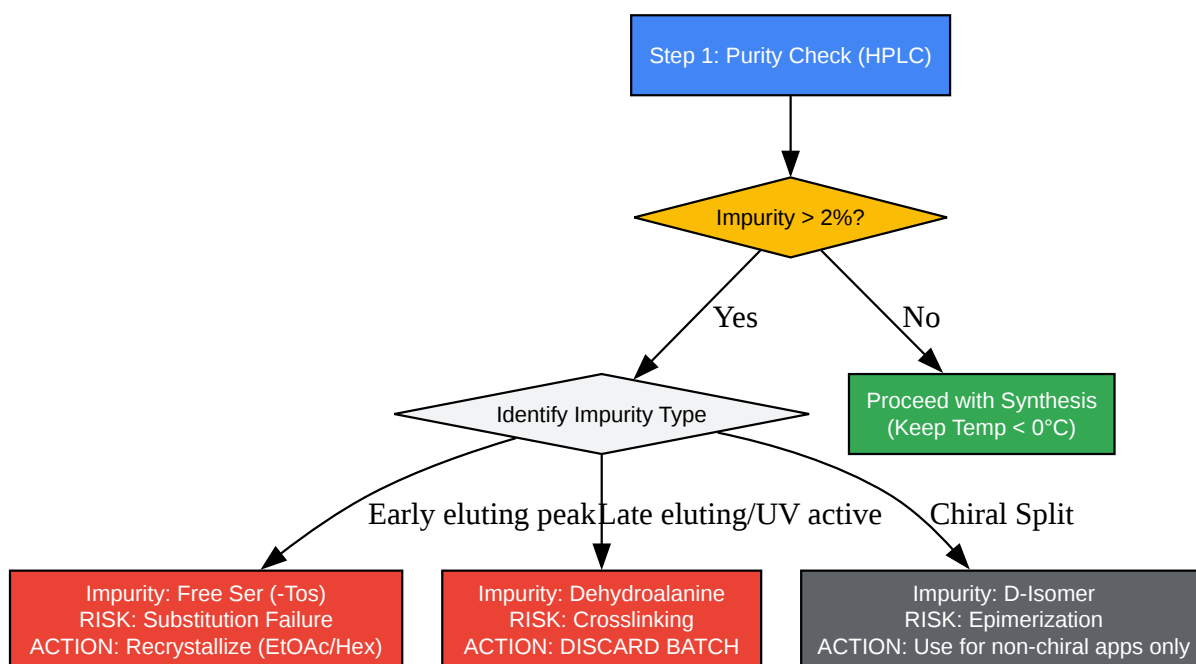 Step 1: Purity Check (HPLC)
Impurity > 2%?
Yes
No
Identify Impurity Type
Proceed with Synthesis
(Keep Temp < 0°C)
Early eluting peak
Late eluting/UV active
Chiral Split
Impurity: Free Ser (-Tos)
RISK: Substitution Failure
ACTION: Recrystallize (EtOAc/Hex)
Impurity: Dehydroalanine
RISK: Crosslinking
ACTION: DISCARD BATCH
Impurity: D-Isomer
RISK: Epimerization
ACTION: Use for non-chiral apps only